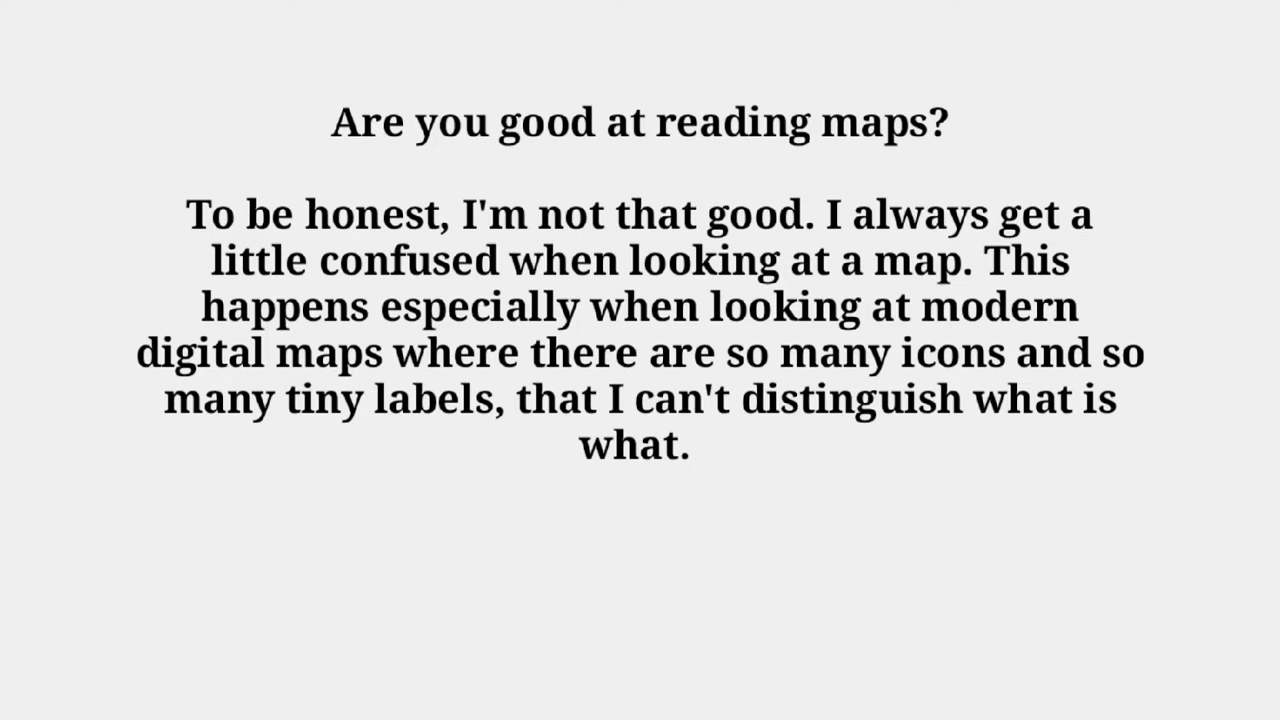 Are you good at reading maps?
To be honest, I'm not that good. I always get a
little confused when looking at a map. This
happens especially when looking at modern
digital maps where there are so many icons and so
many tiny labels, that I can't distinguish what is
what.